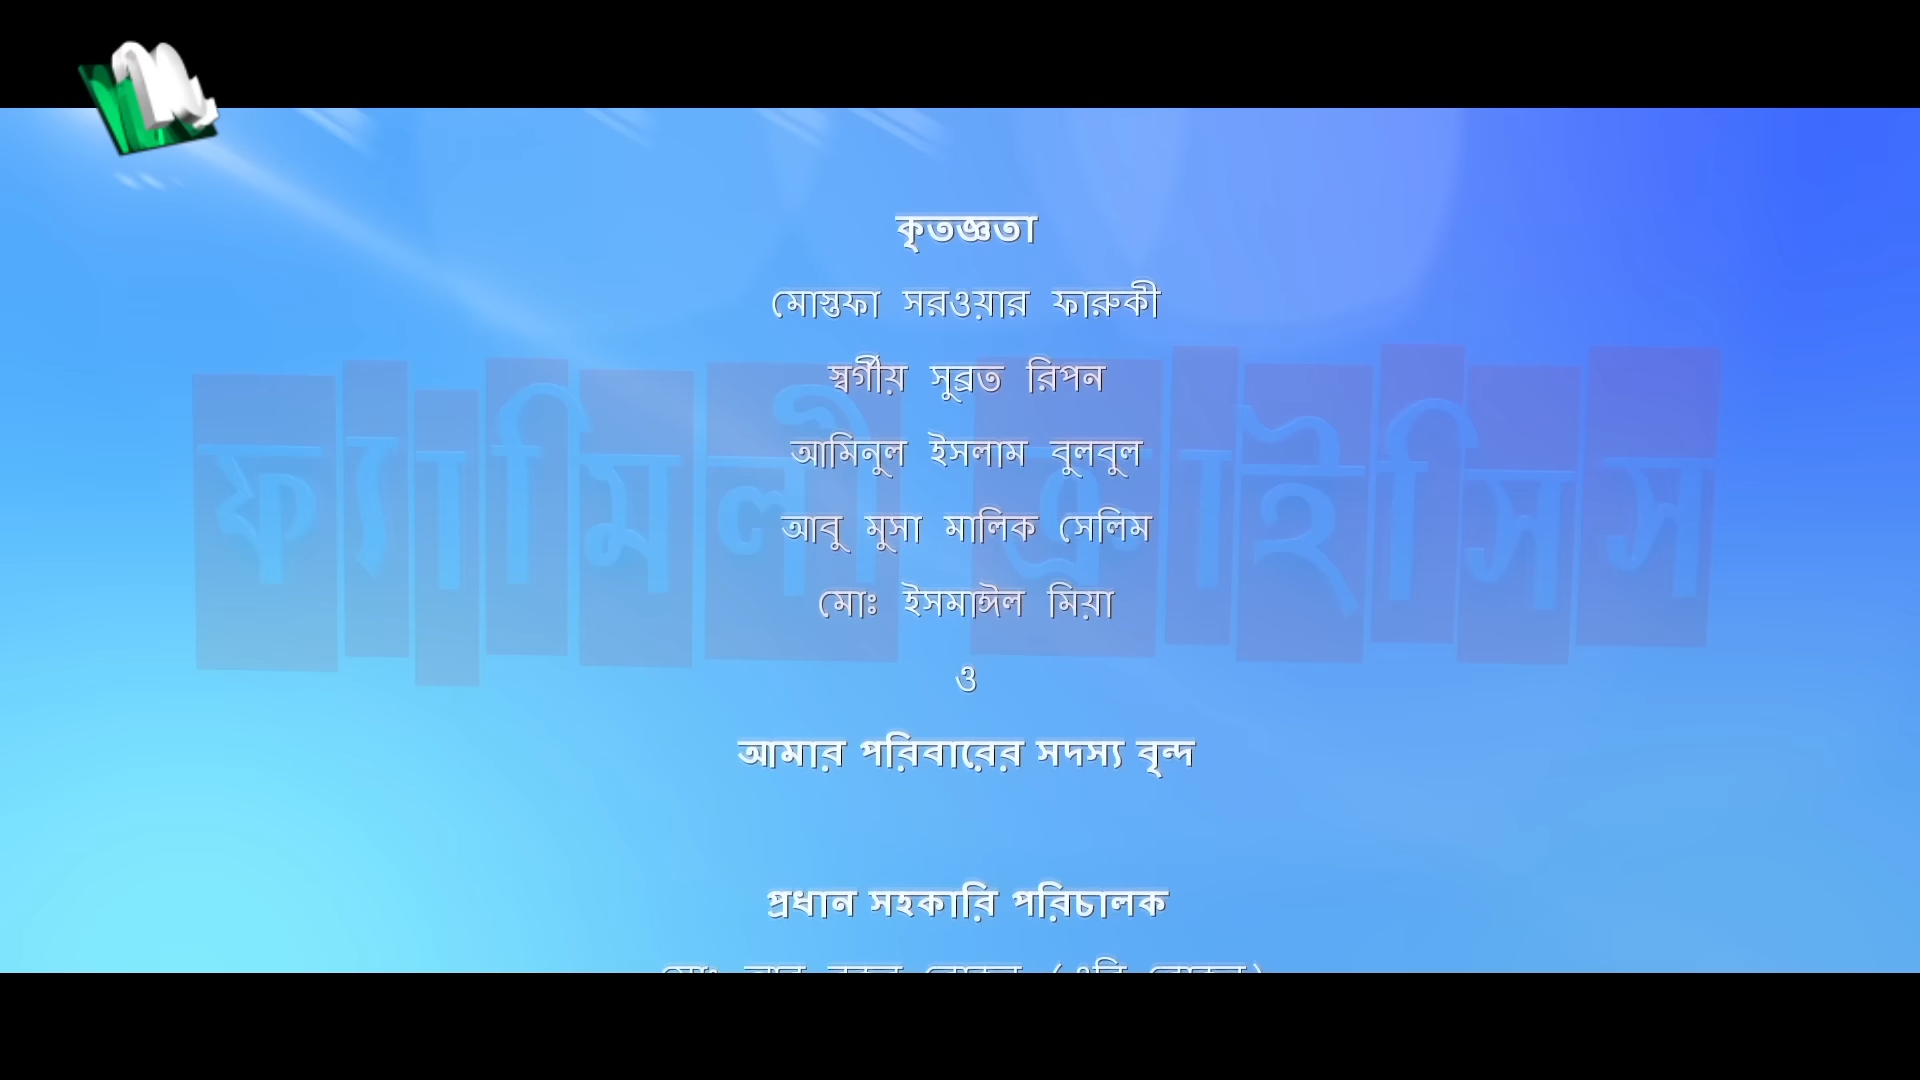 কৃতজ্ঞতা
মোস্তফা সরওয়ার ফারুকী
স্বর্গীয় সুব্রত রিপন
আমিনুল ইসলাম বুলবুল
আবু মুসা মালিক সেলিম
মোঃ ইসমাঈল মিয়া
ও
আমার পরিবারের সদস্য বৃন্দ
প্রধান সহকারি পরিচালক
ফ্যামিলী ক্রাইসিস